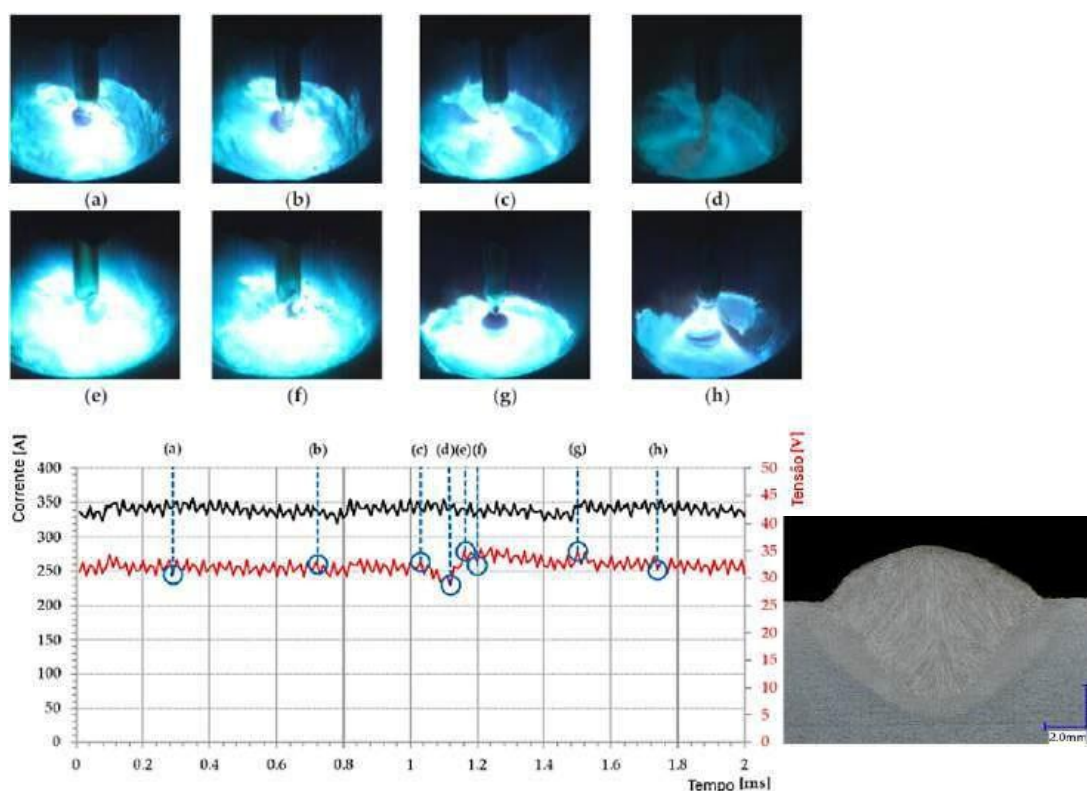 (a) (b) (c) (d)
(e) (f) (g) (h)
(a) (b) (c) (d) (e) (f) (g) (h)
Corrente [A]
400
350
300
250
200
150
100
50
0
50
45
40
35
30
25
20
15
10
5
0
Tensão [V]
0 0.2 0.4 0.6 0.8 1 1.2 1.4 1.6 1.8 2
Tempo [ms]
2.0mm